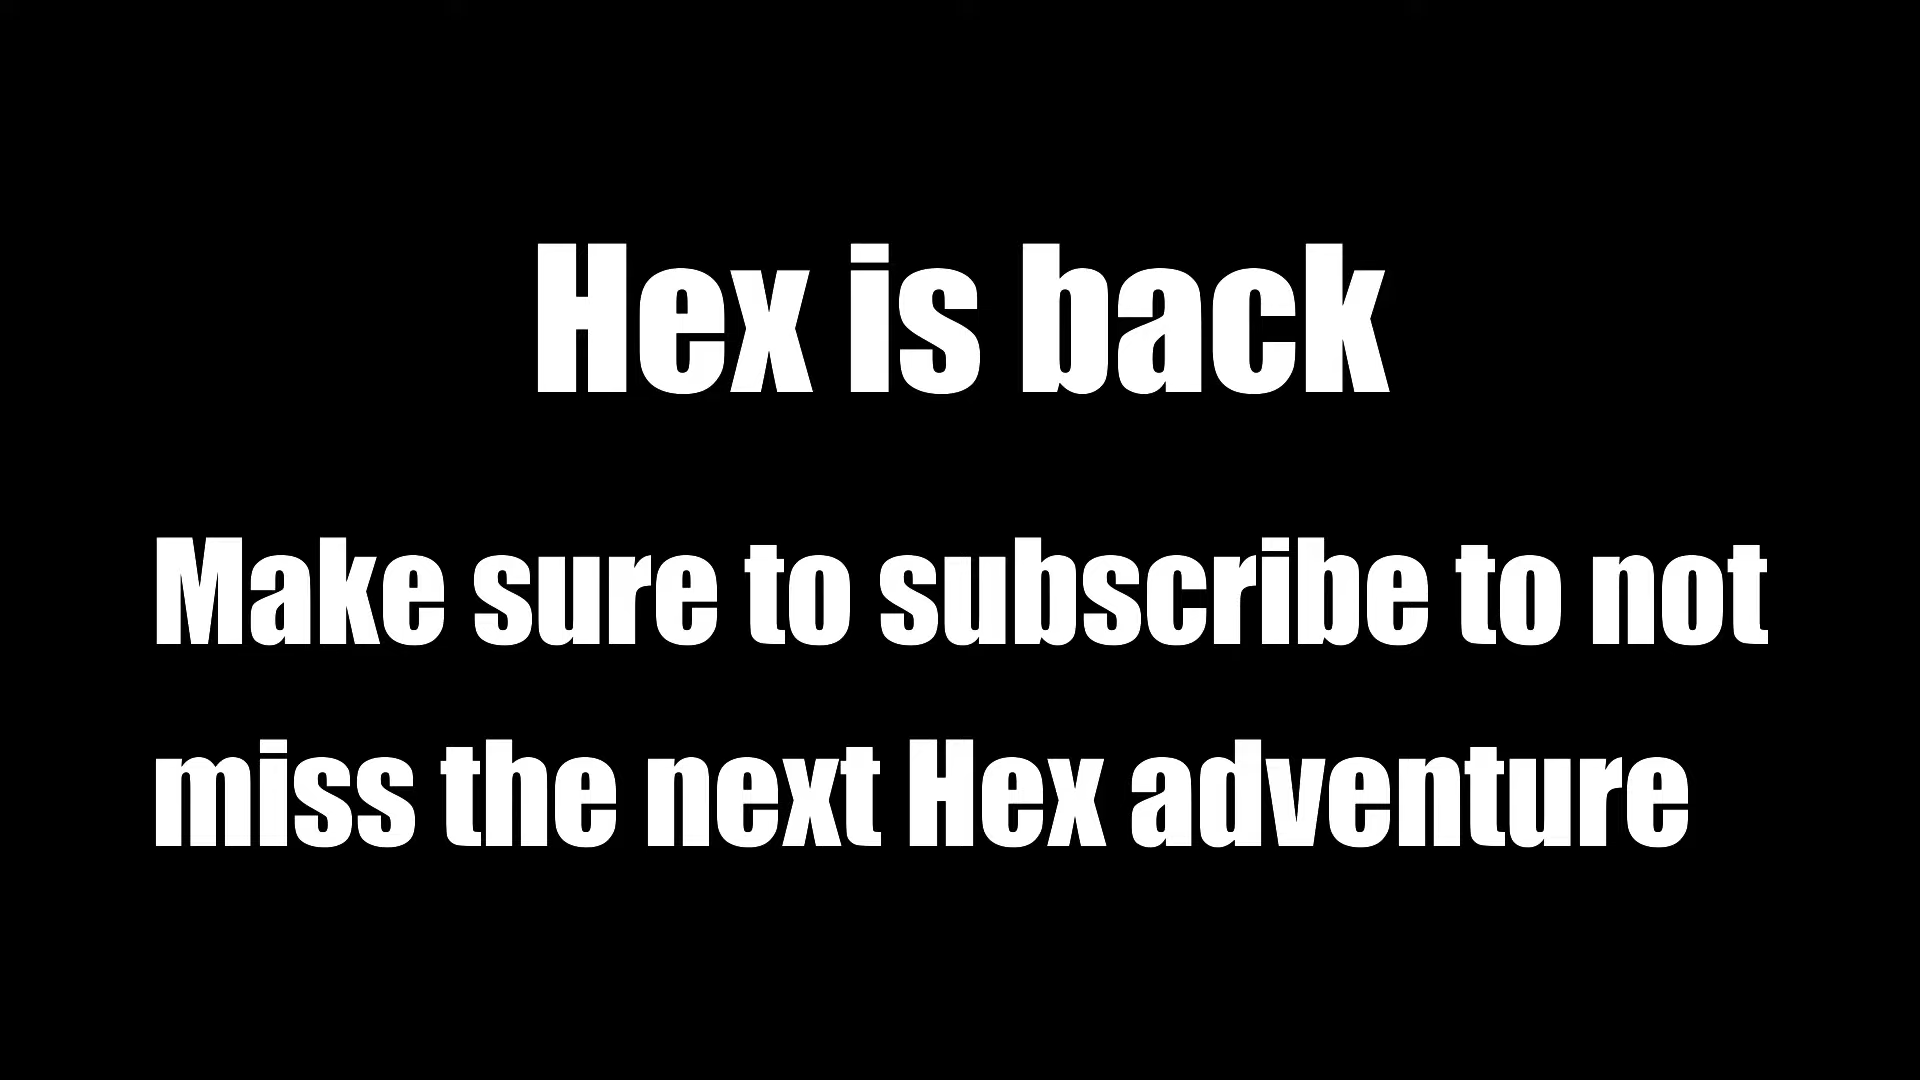 Hex is back
Make sure to subscribe to not
miss the next Hex adventure